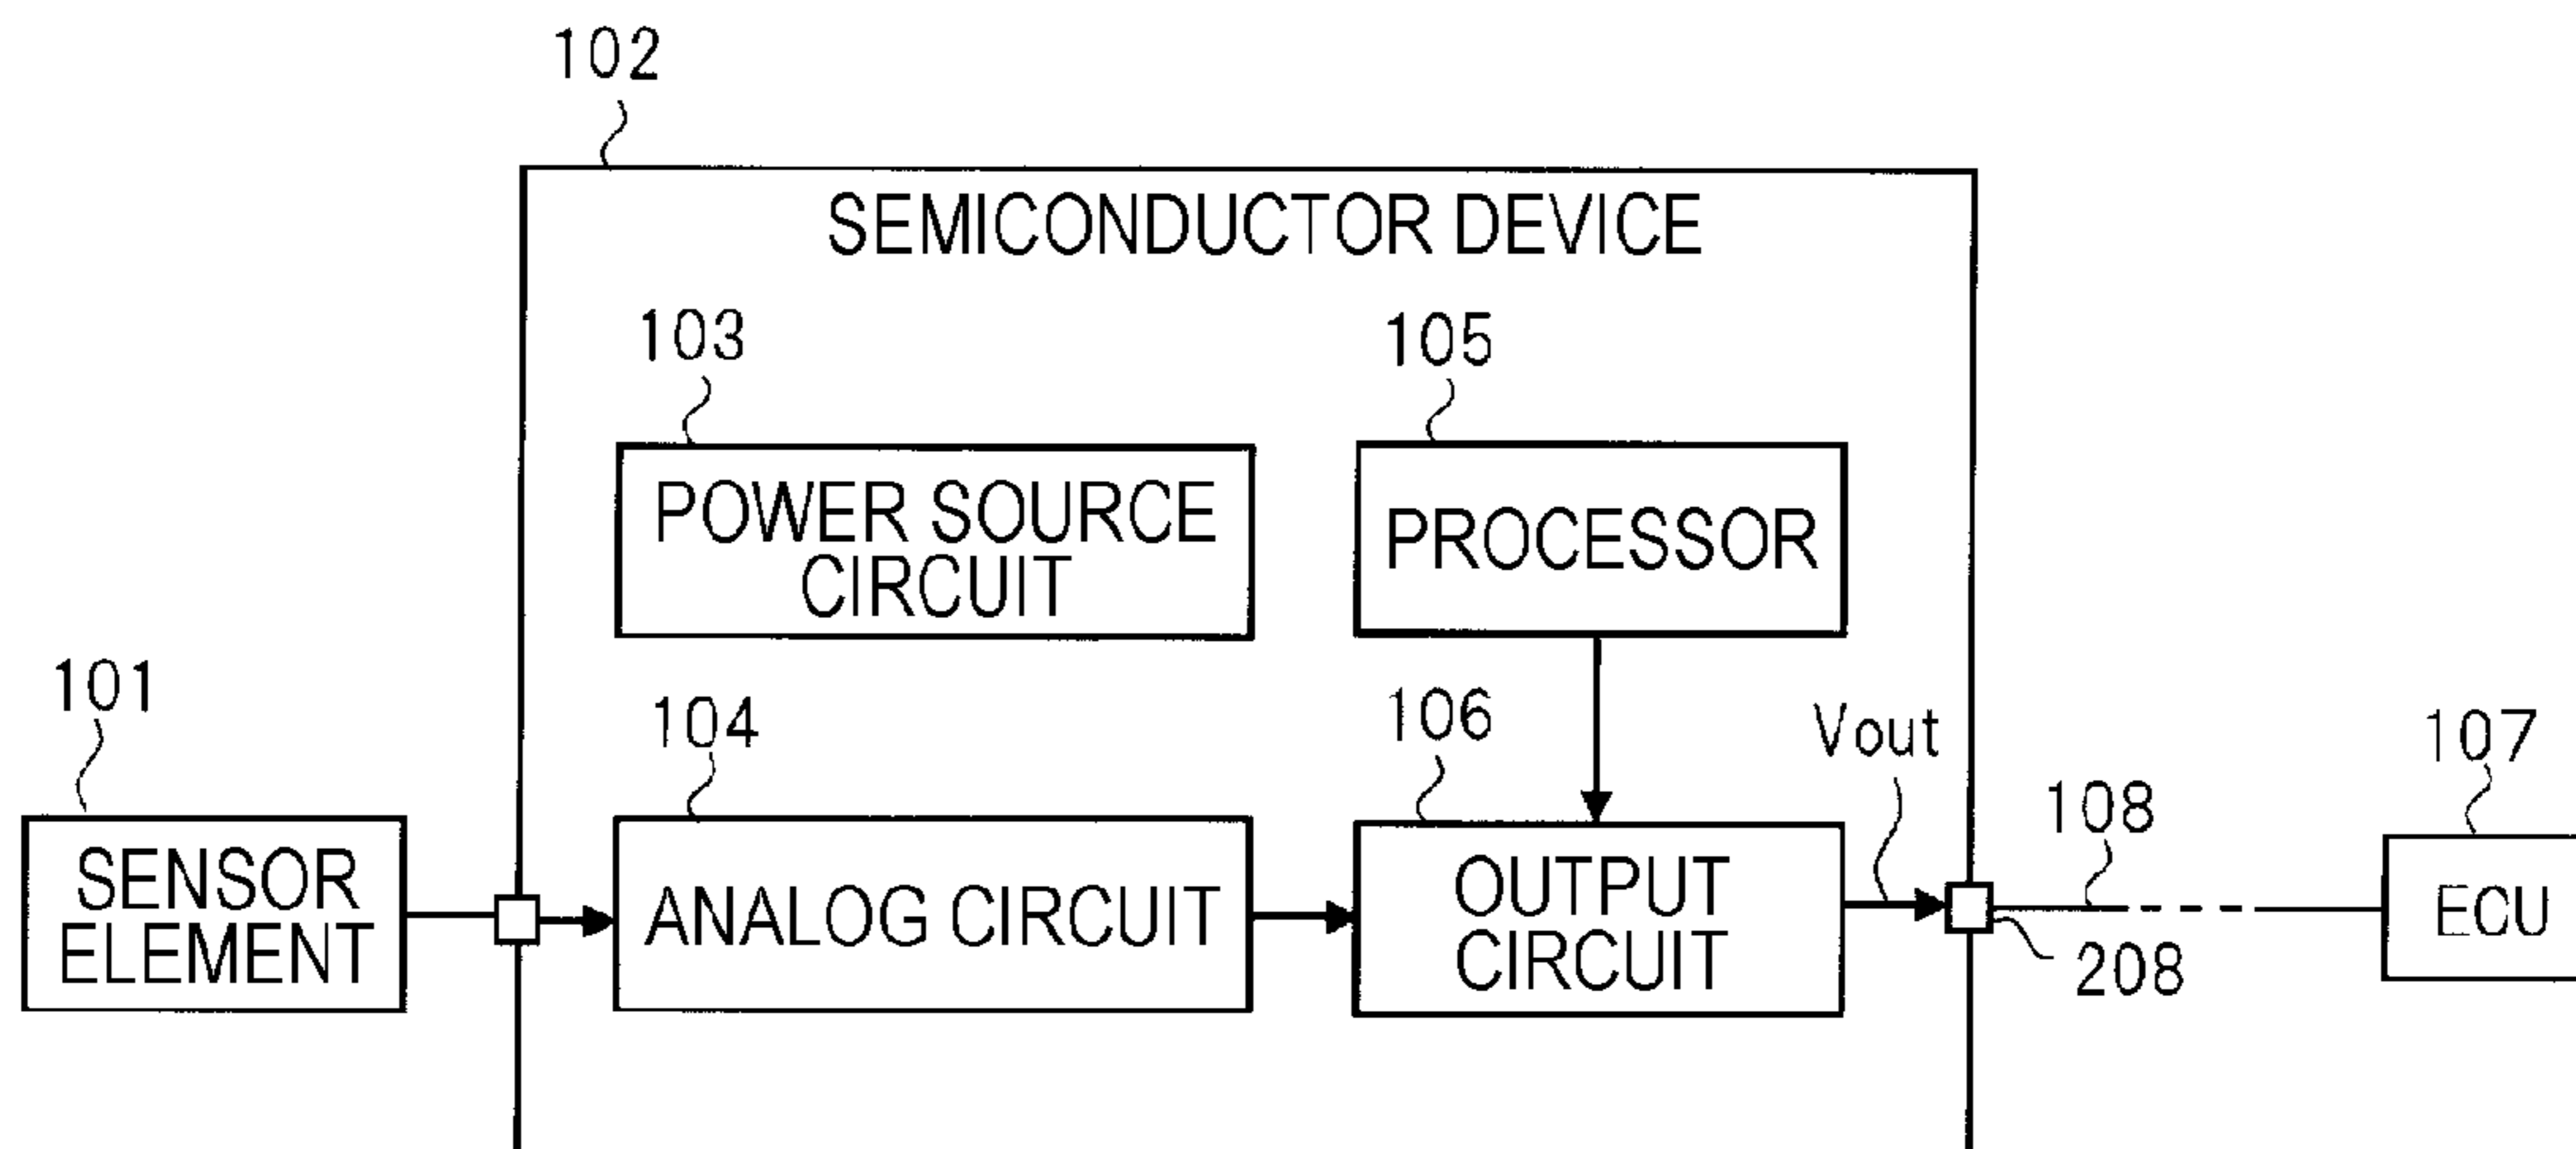 102
SEMICONDUCTOR DEVICE
103
105
POWER SOURCE
CIRCUIT
PROCESSOR
101
104
106
Vout
108
107
SENSOR
ELEMENT
ANALOG CIRCUIT
OUTPUT
CIRCUIT
208
ECU